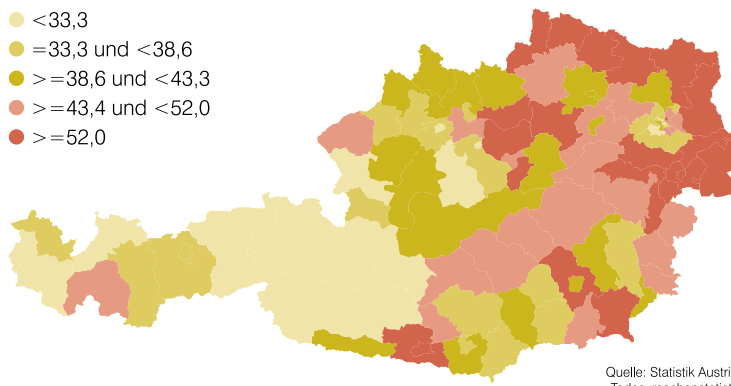 <33,3
=33,3 und <38,6
>=38,6 und <43,3
>=43,4 und <52,0
>=52,0
Quelle: Statistik Austri
Todesursachenstatist